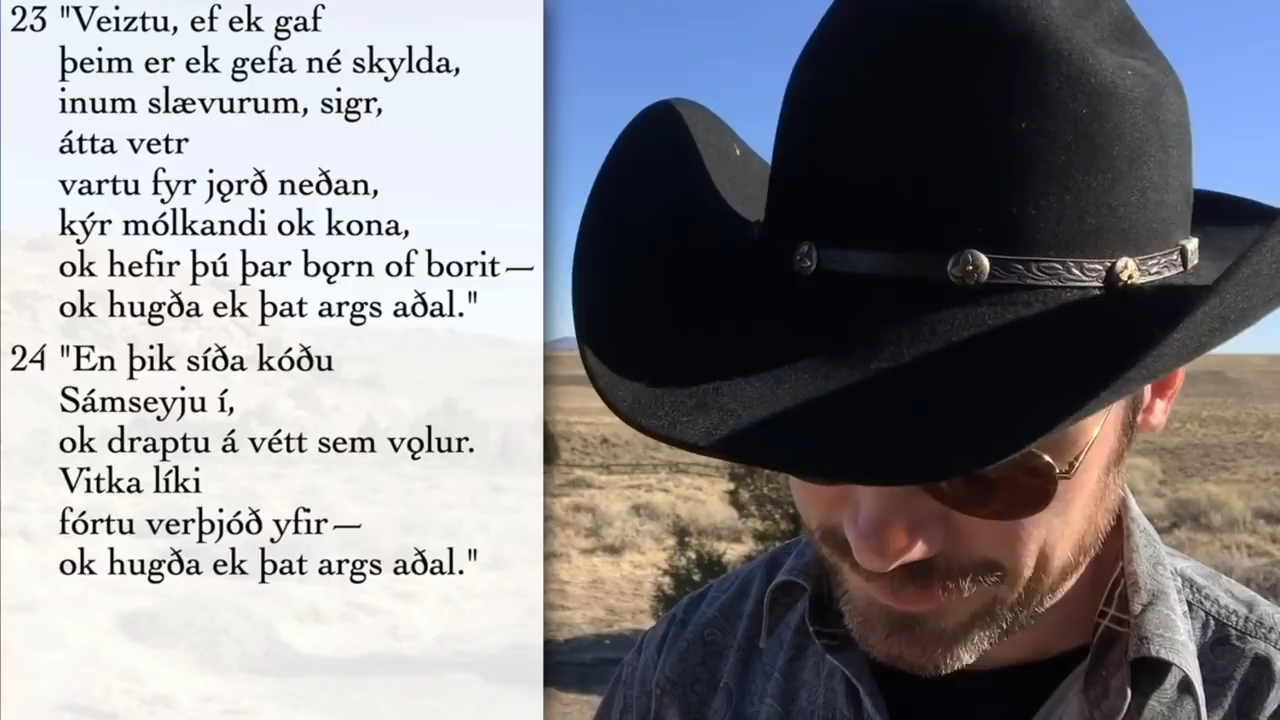 23 "Veiztu, ef ek gaf
þeim er ek gefa né skylda,
inum slævurum, sigr,
átta vetr
vartu fyr jǫrð neðan,
kýr mólkandi ok kona,
ok hefir þú þar bǫrn of borit—
ok hugða ek þat args aðal."
24 "En þik síða kóðu
Sámseyju í,
ok draptu á vétt sem vǫlur.
Vitka líki
fórtu verþjóð yfir—
ok hugða ek þat args aðal."